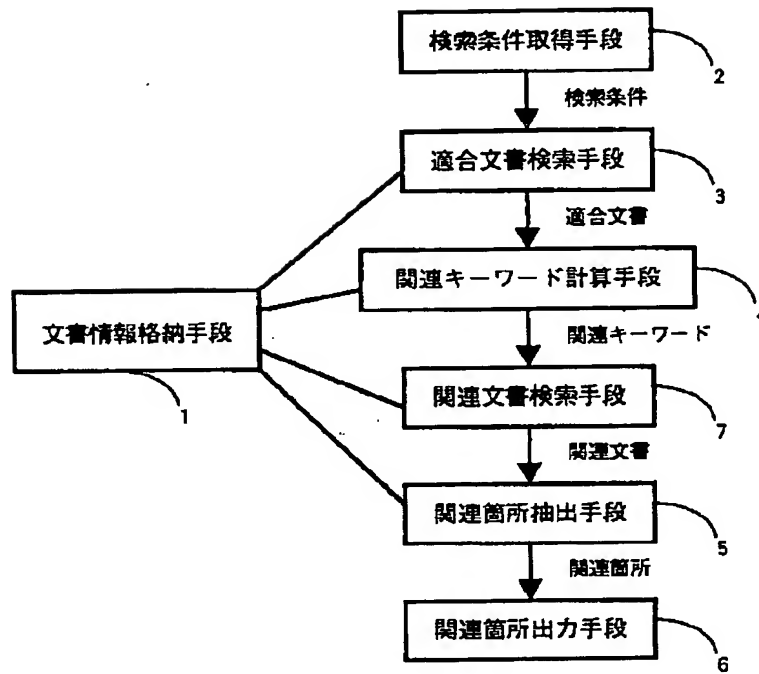 検索条件取得手段
2
検索条件
適合文書検索手段
3
適合文書
関連キーワード計算手段
関連キーワード
文書情報格納手段
1
関連文書検索手段
7
関連文書
関連箇所抽出手段
5
関連箇所
関連箇所出力手段
6